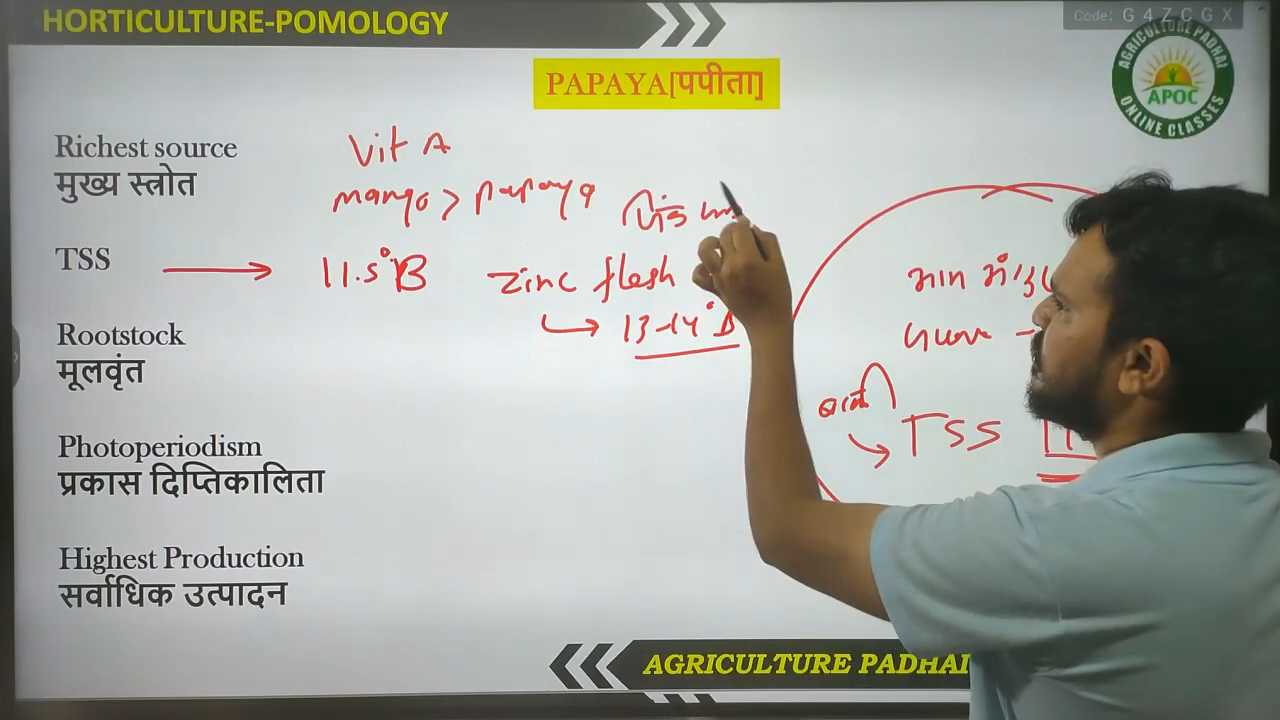 HORTICULTURE-POMOLOGY
Code: G 4 Z C G X
AGRICULTURE PADHAI
APOC
ONLINE CLASSES
PAPAYA[पपीता]
Richest source
मुख्य स्त्रोत
Vit A
mango > papaya
TSS
11.5°B
Zinc flesh
13-14° B
TSS
Rootstock
मूलवृंत
Photoperiodism
प्रकास दिप्तिकालिता
Highest Production
सर्वाधिक उत्पादन
AGRICULTURE PADHAI